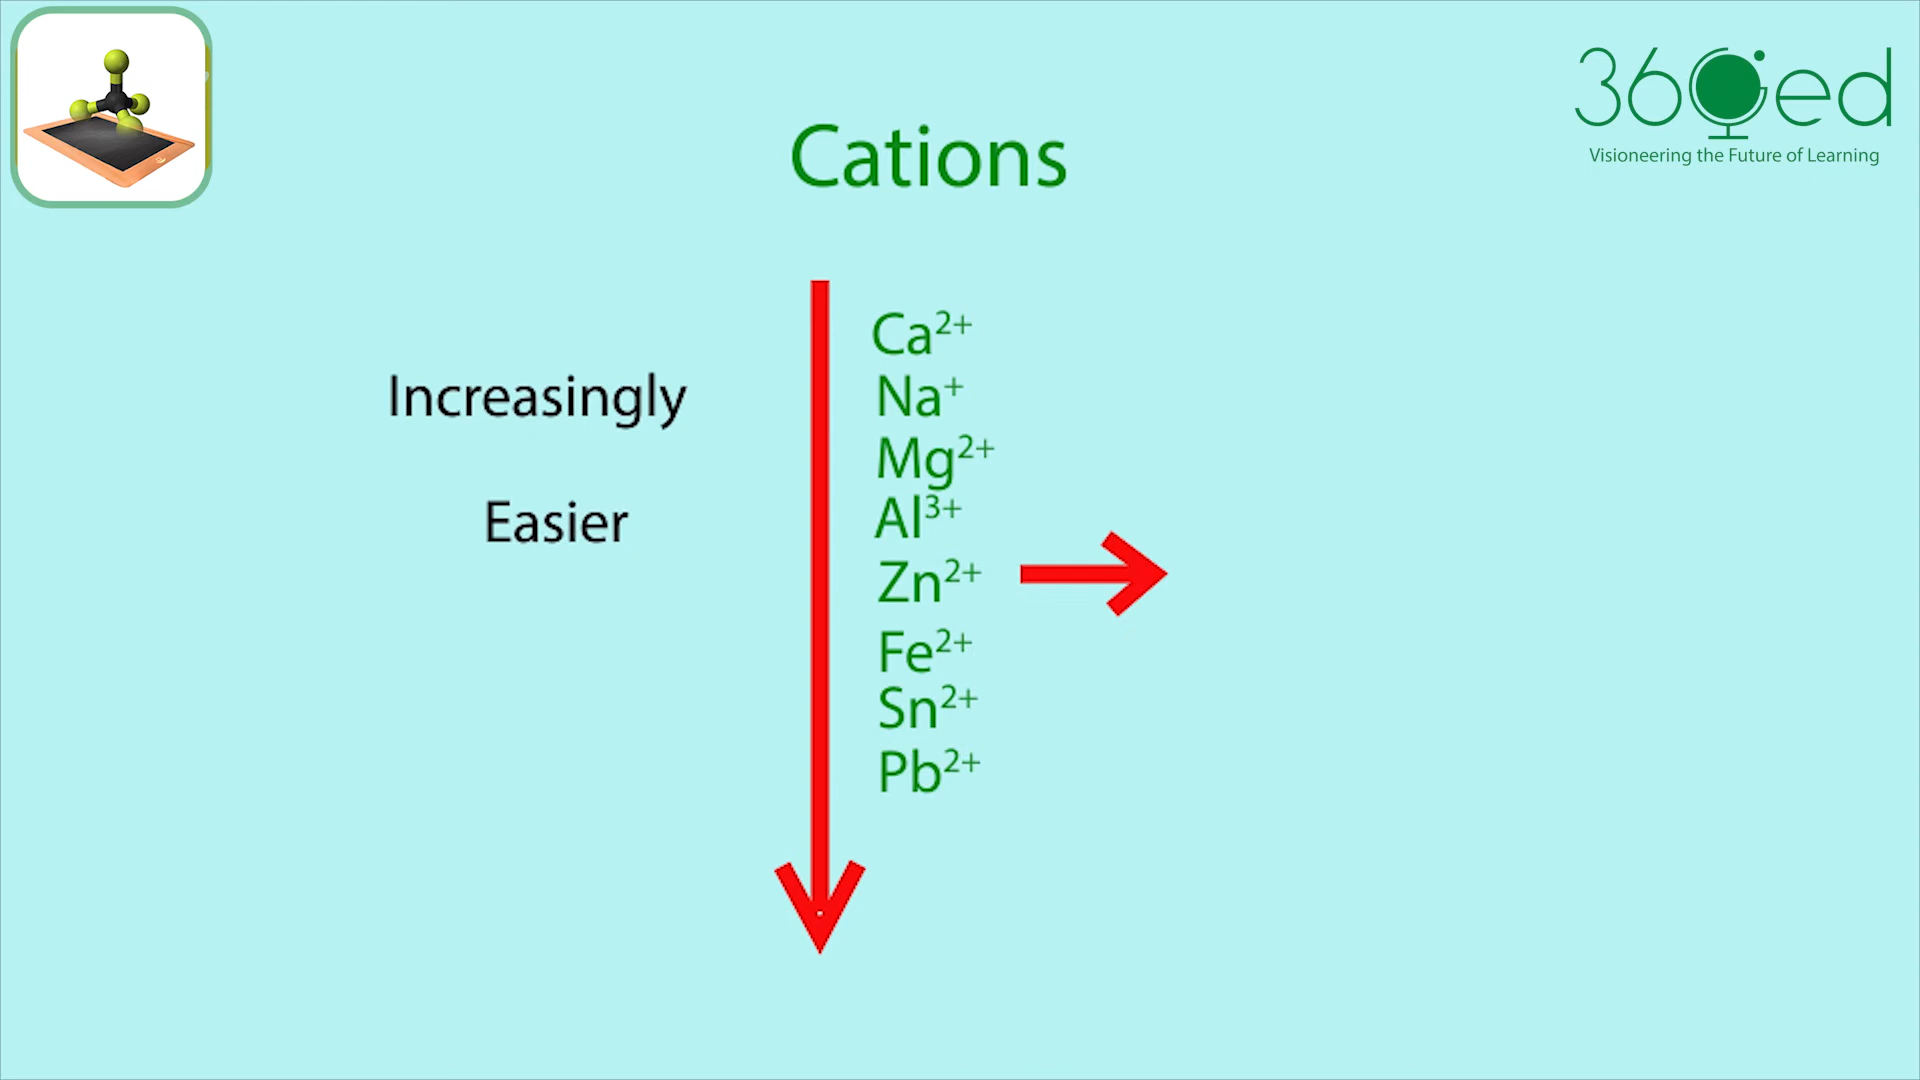 360ed
Visioneering the Future of Learning
Cations
Increasingly
Easier
Ca²⁺
Na⁺
Mg²⁺
Al³⁺
Zn²⁺
Fe²⁺
Sn²⁺
Pb²⁺